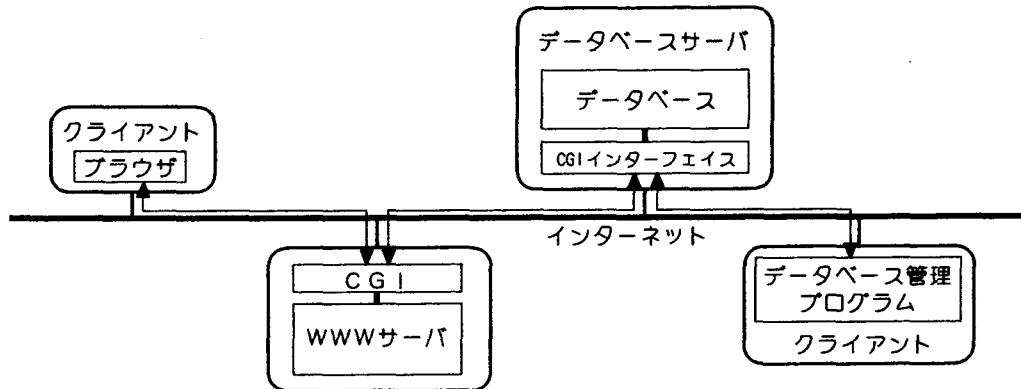 データベースサーバ
データベース
CGIインターフェイス
クライアント
ブラウザ
インターネット
CGI
WWWサーバ
データベース管理
プログラム
クライアント